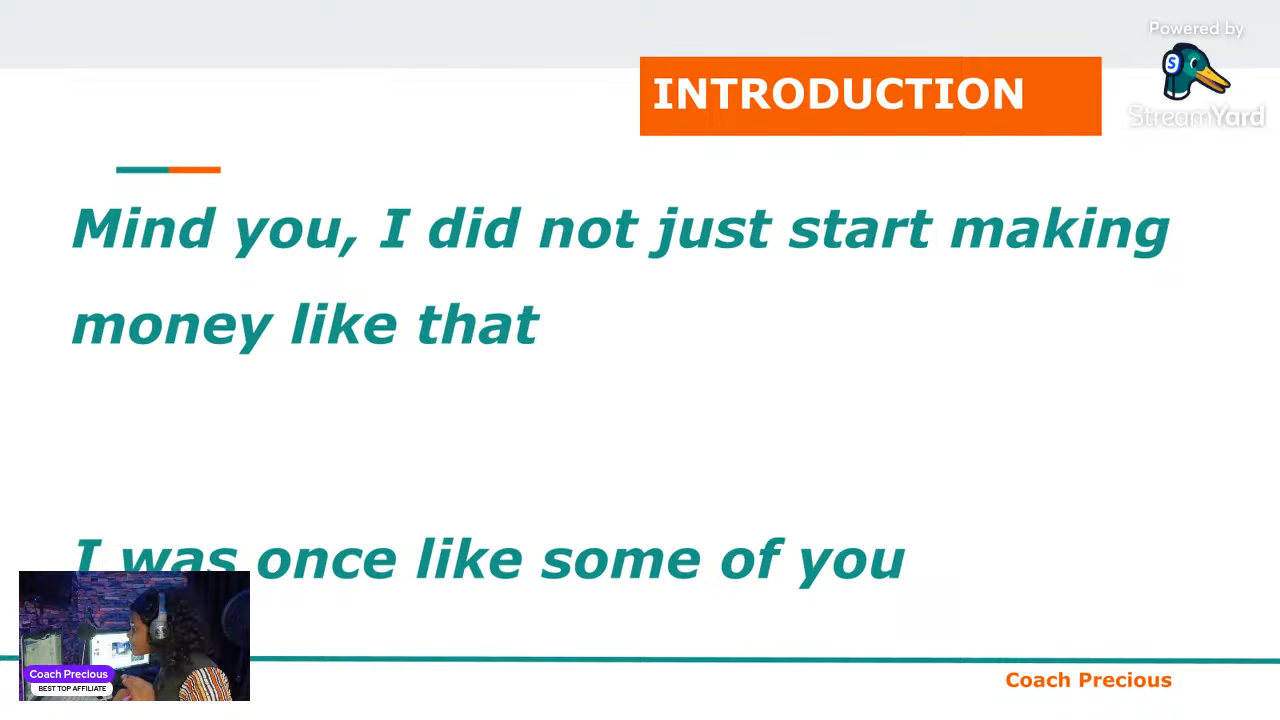 Powered by
StreamYard
INTRODUCTION
Mind you, I did not just start making
money like that
I was once like some of you
Coach Precious
BEST TOP AFFILIATE
Coach Precious